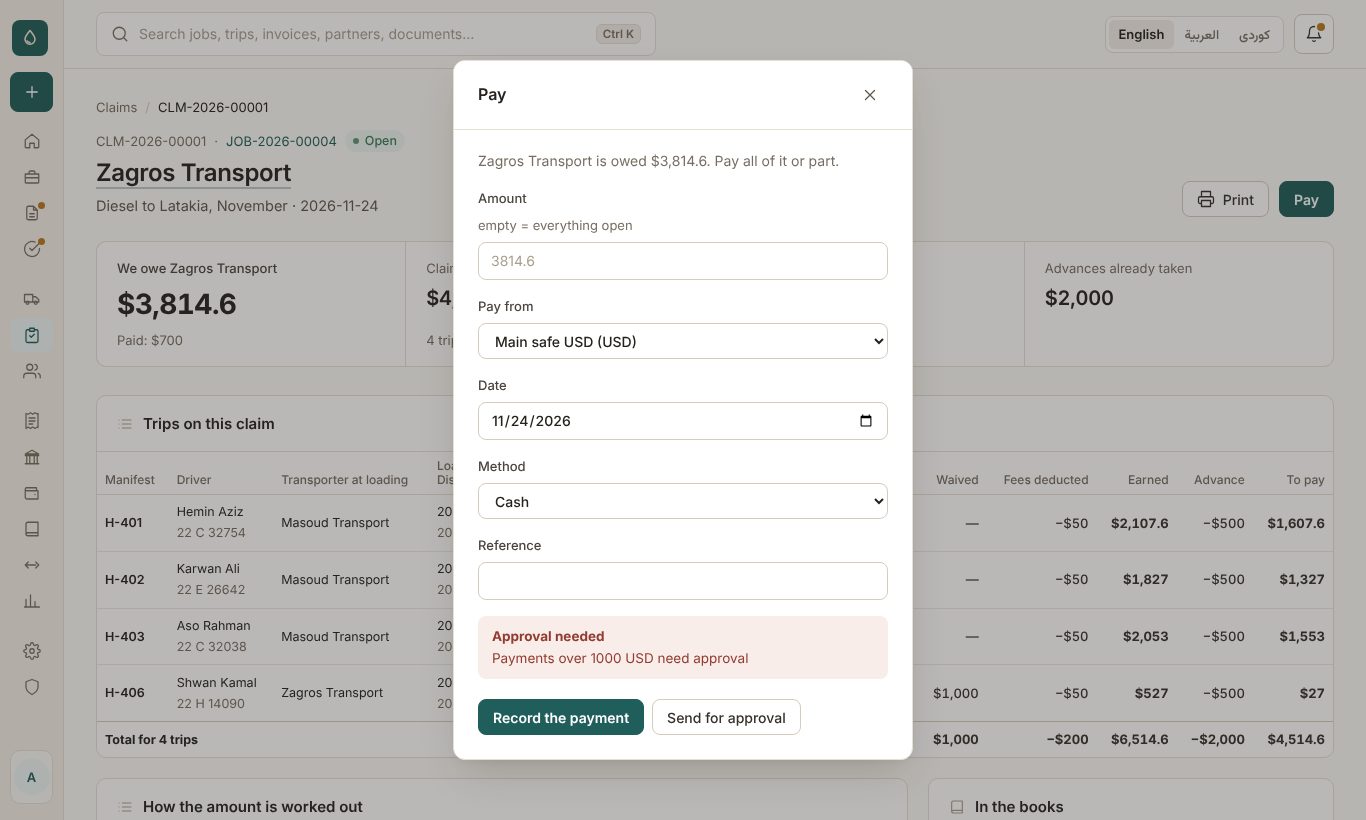 Search jobs, trips, invoices, partners, documents...
Ctrl K
English
العربية
کوردی
Claims / CLM-2026-00001
CLM-2026-00001 · JOB-2026-00004 Open
Zagros Transport
Diesel to Latakia, November · 2026-11-24
Print
Pay
We owe Zagros Transport
$3,814.6
Paid: $700
Advances already taken
$2,000
Trips on this claim
Manifest Driver Transporter at loading Waived Fees deducted Earned Advance To pay
H-401 Hemin Aziz 22 C 32754 Masoud Transport — −$50 $2,107.6 −$500 $1,607.6
H-402 Karwan Ali 22 E 26642 Masoud Transport — −$50 $1,827 −$500 $1,327
H-403 Aso Rahman 22 C 32038 Masoud Transport — −$50 $2,053 −$500 $1,553
H-406 Shwan Kamal 22 H 14090 Zagros Transport $1,000 −$50 $527 −$500 $27
Total for 4 trips $1,000 −$200 $6,514.6 −$2,000 $4,514.6
How the amount is worked out
In the books
A
Pay
Zagros Transport is owed $3,814.6. Pay all of it or part.
Amount
empty = everything open
3814.6
Pay from
Main safe USD (USD)
Date
11/24/2026
Method
Cash
Reference
Approval needed
Payments over 1000 USD need approval
Record the payment
Send for approval